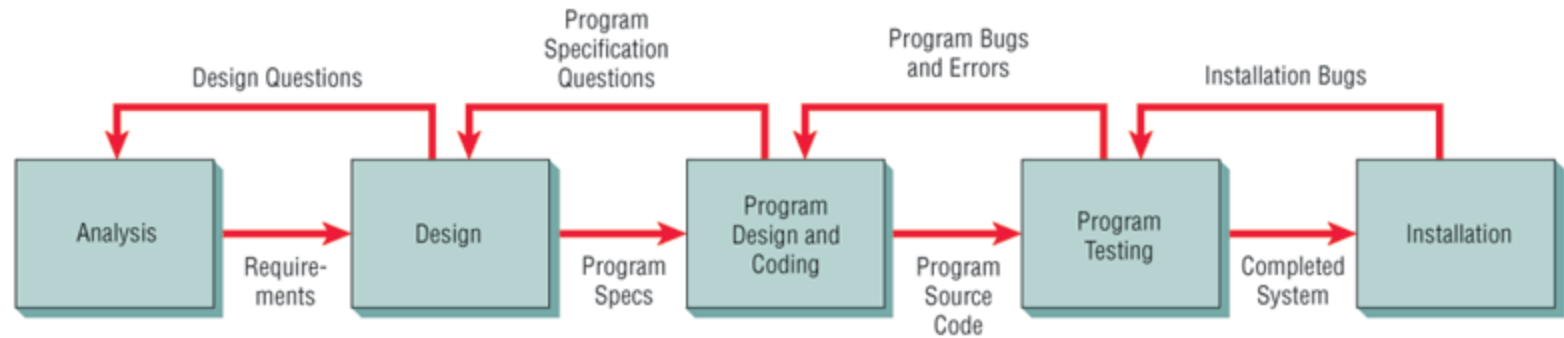 Design Questions
Program
Specification
Questions
Program Bugs
and Errors
Installation Bugs
Analysis
Require-
ments
Design
Program
Specs
Program
Design and
Coding
Program
Source
Code
Program
Testing
Completed
System
Installation